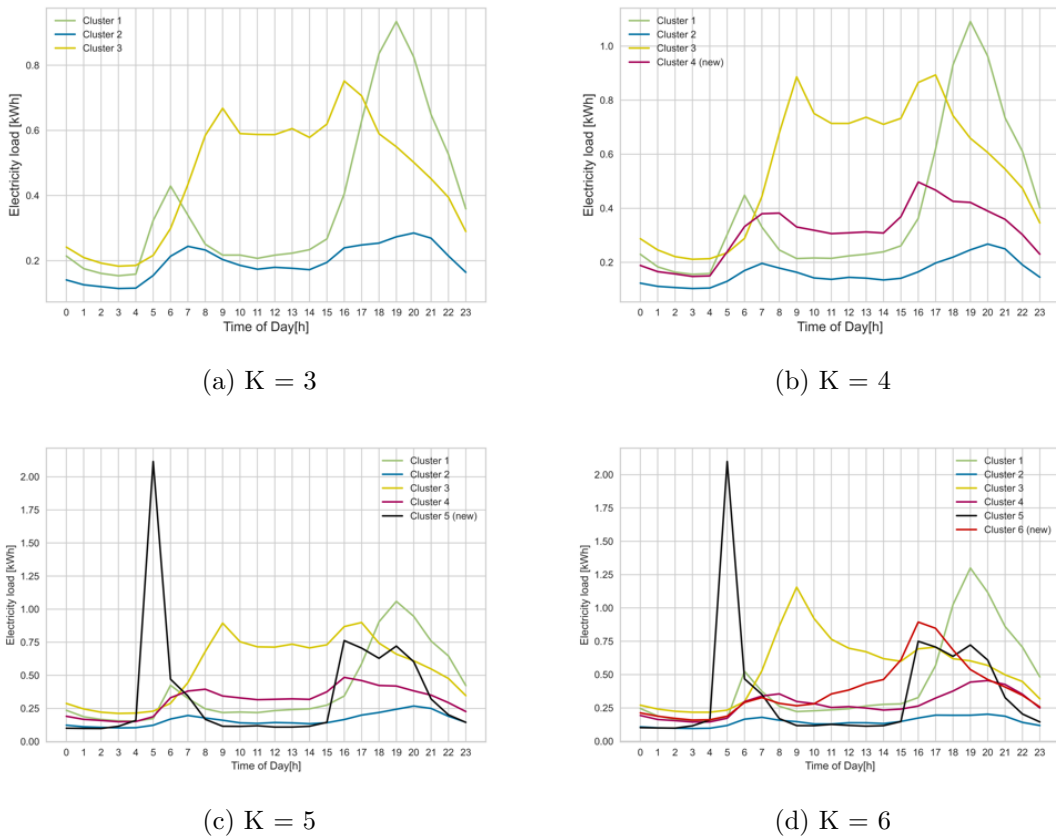 Cluster 1
Cluster 2
Cluster 3
Electricity load [kWh]
0.8
0.6
0.4
0.2
0 1 2 3 4 5 6 7 8 9 10 11 12 13 14 15 16 17 18 19 20 21 22 23
Time of Day[h]
(a) K = 3
Cluster 1
Cluster 2
Cluster 3
Cluster 4 (new)
Electricity load [kWh]
1.0
0.8
0.6
0.4
0.2
0 1 2 3 4 5 6 7 8 9 10 11 12 13 14 15 16 17 18 19 20 21 22 23
Time of Day[h]
(b) K = 4
Cluster 1
Cluster 2
Cluster 3
Cluster 4
Cluster 5 (new)
Electricity load [kWh]
2.00
1.75
1.50
1.25
1.00
0.75
0.50
0.25
0.00
0 1 2 3 4 5 6 7 8 9 10 11 12 13 14 15 16 17 18 19 20 21 22 23
Time of Day[h]
(c) K = 5
Cluster 1
Cluster 2
Cluster 3
Cluster 4
Cluster 5
Cluster 6 (new)
Electricity load [kWh]
2.00
1.75
1.50
1.25
1.00
0.75
0.50
0.25
0.00
0 1 2 3 4 5 6 7 8 9 10 11 12 13 14 15 16 17 18 19 20 21 22 23
Time of Day[h]
(d) K = 6